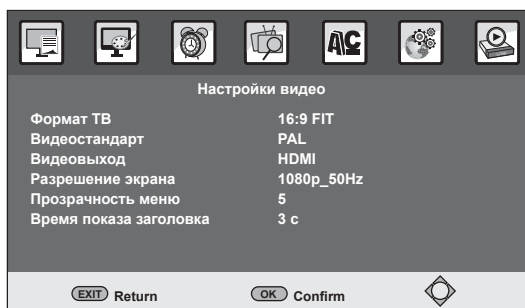 AC
Настройки видео
Формат ТВ 16:9 FIT
Видеостандарт PAL
Видеовыход HDMI
Разрешение экрана 1080p_50Hz
Прозрачность меню 5
Время показа заголовка 3 с
EXIT Return OK Confirm